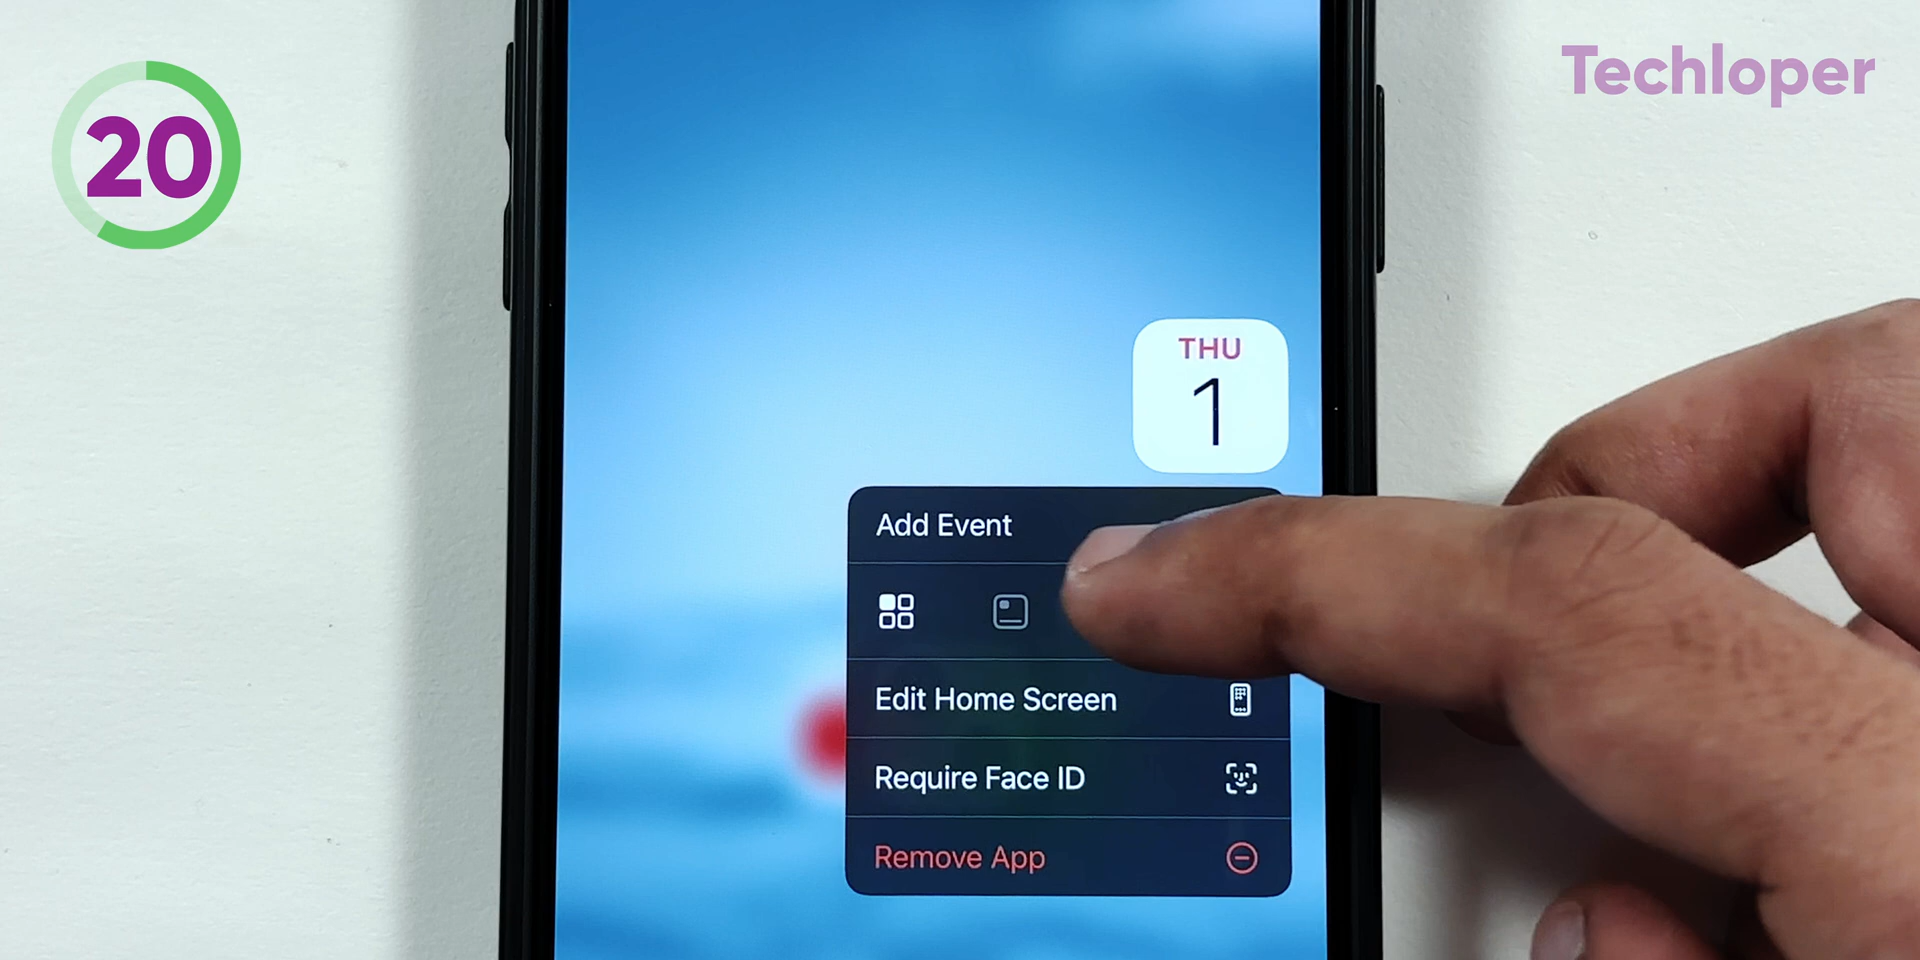 20
Techloper
THU
1
Add Event
Edit Home Screen
Require Face ID
Remove App